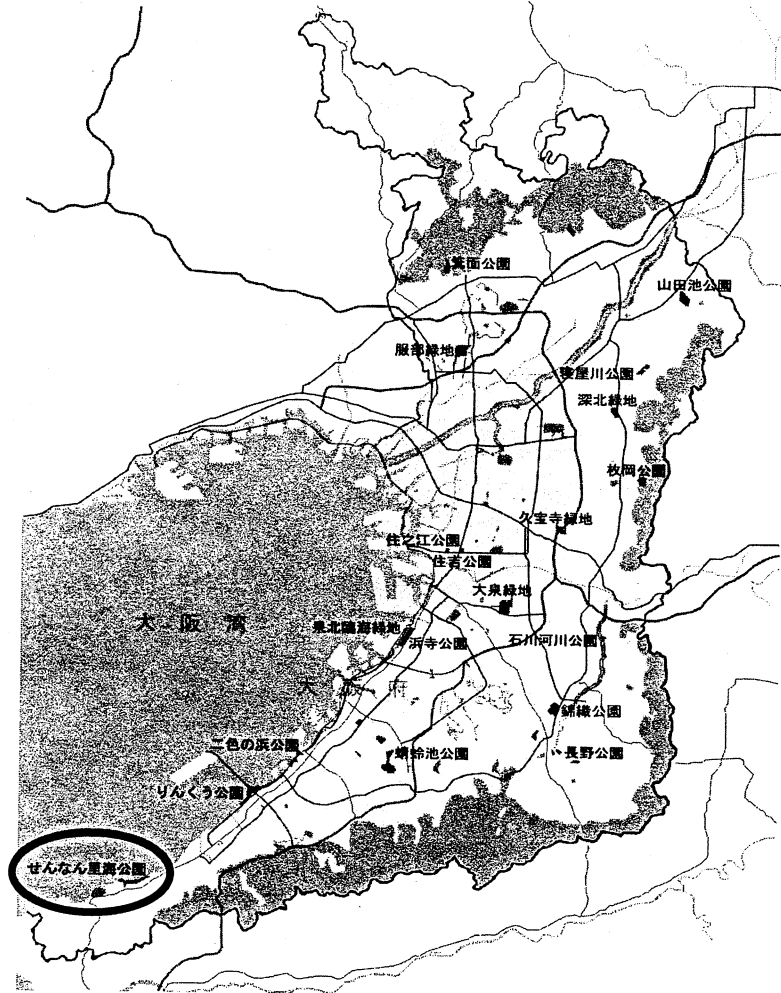 箕面公園
山田池公園
服部緑地
寝屋川公園
深北緑地
枚岡公園
久宝寺緑地
住之江公園
住吉公園
大泉緑地
大阪湾
泉北臨海緑地
浜寺公園
石川河川公園
大阪府
錦織公園
二色の浜公園
蜻蛉池公園
長野公園
りんくう公園
せんなん里海公園